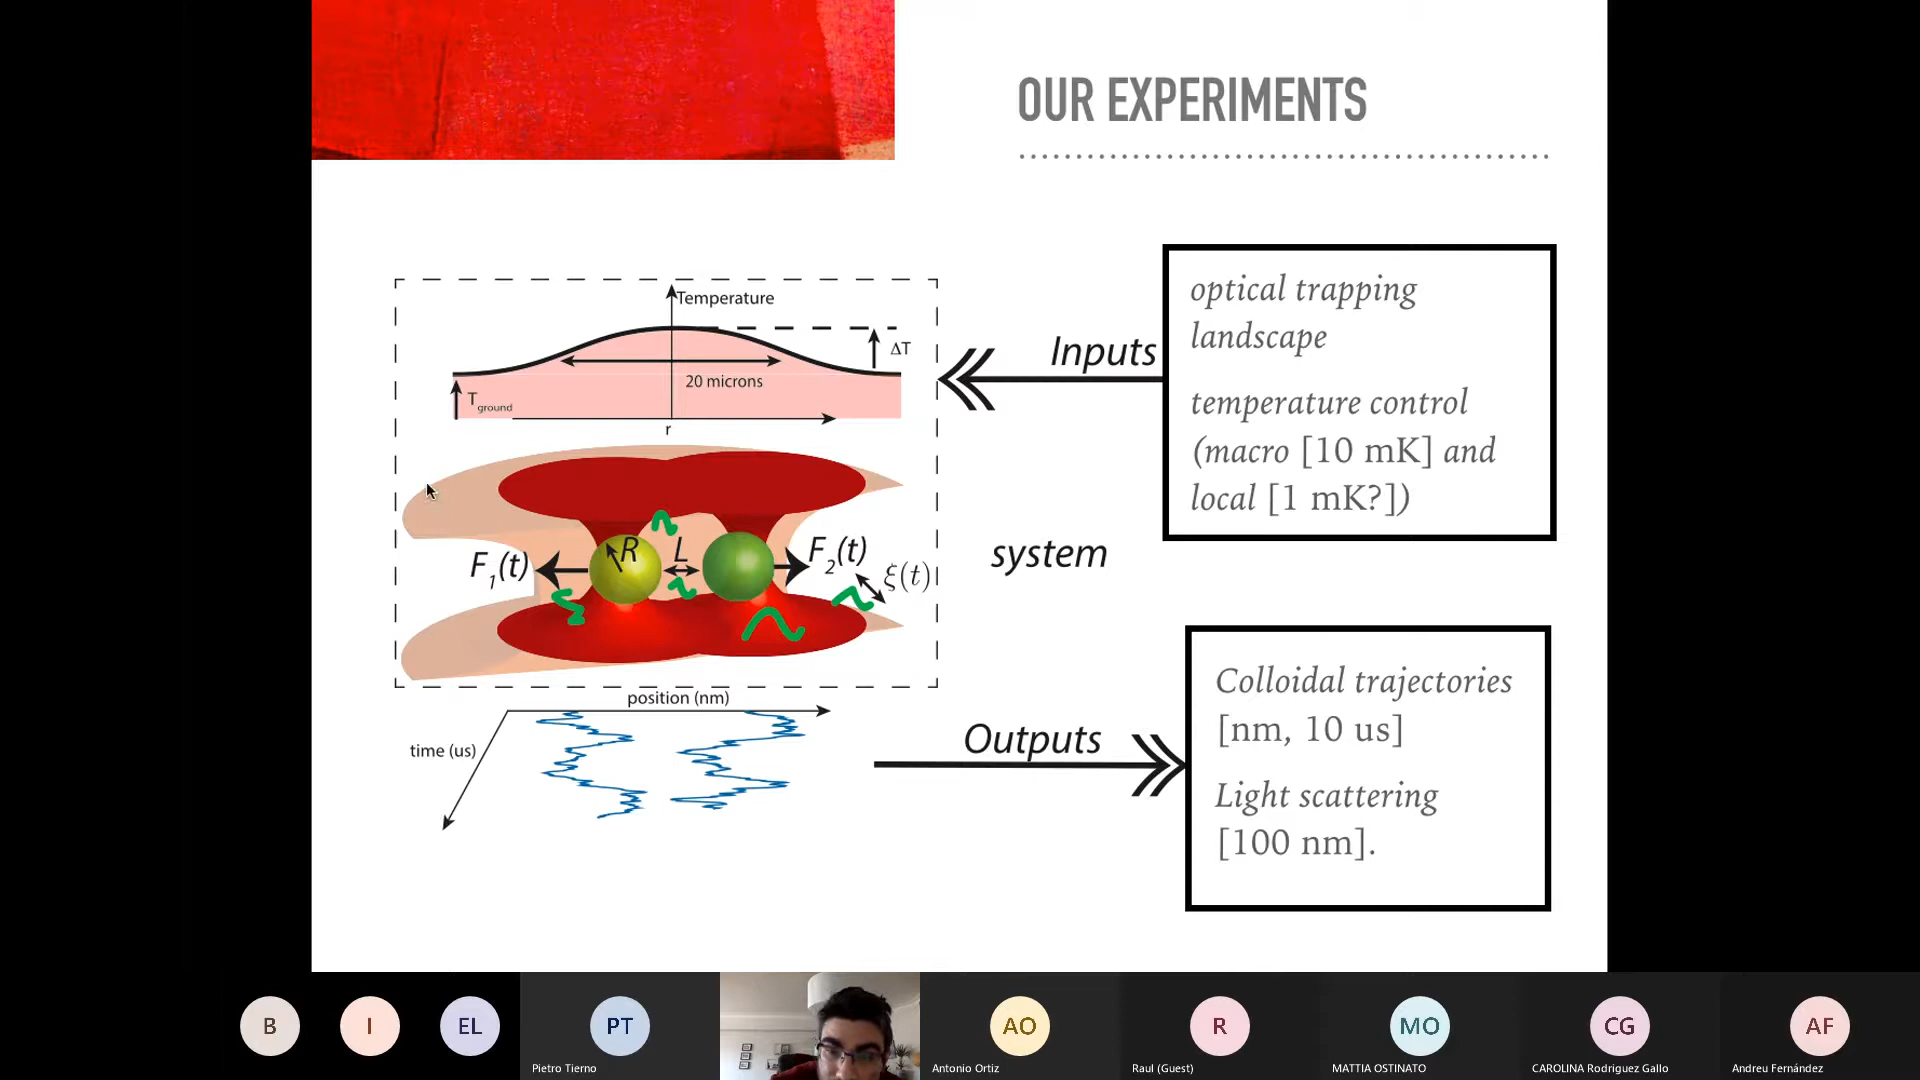 OUR EXPERIMENTS
Temperature
ΔT
20 microns
T ground
r
Inputs
optical trapping
landscape
temperature control
(macro [10 mK] and
local [1 mK?])
F₁(t)
R
L
F₂(t)
ξ(t)
system
position (nm)
time (us)
Outputs
Colloidal trajectories
[nm, 10 us]
Light scattering
[100 nm].
B
I
EL
PT
Pietro Tierno
AO
Antonio Ortiz
R
Raul (Guest)
MO
MATTIA OSTINATO
CG
CAROLINA Rodriguez Gallo
AF
Andreu Fernández